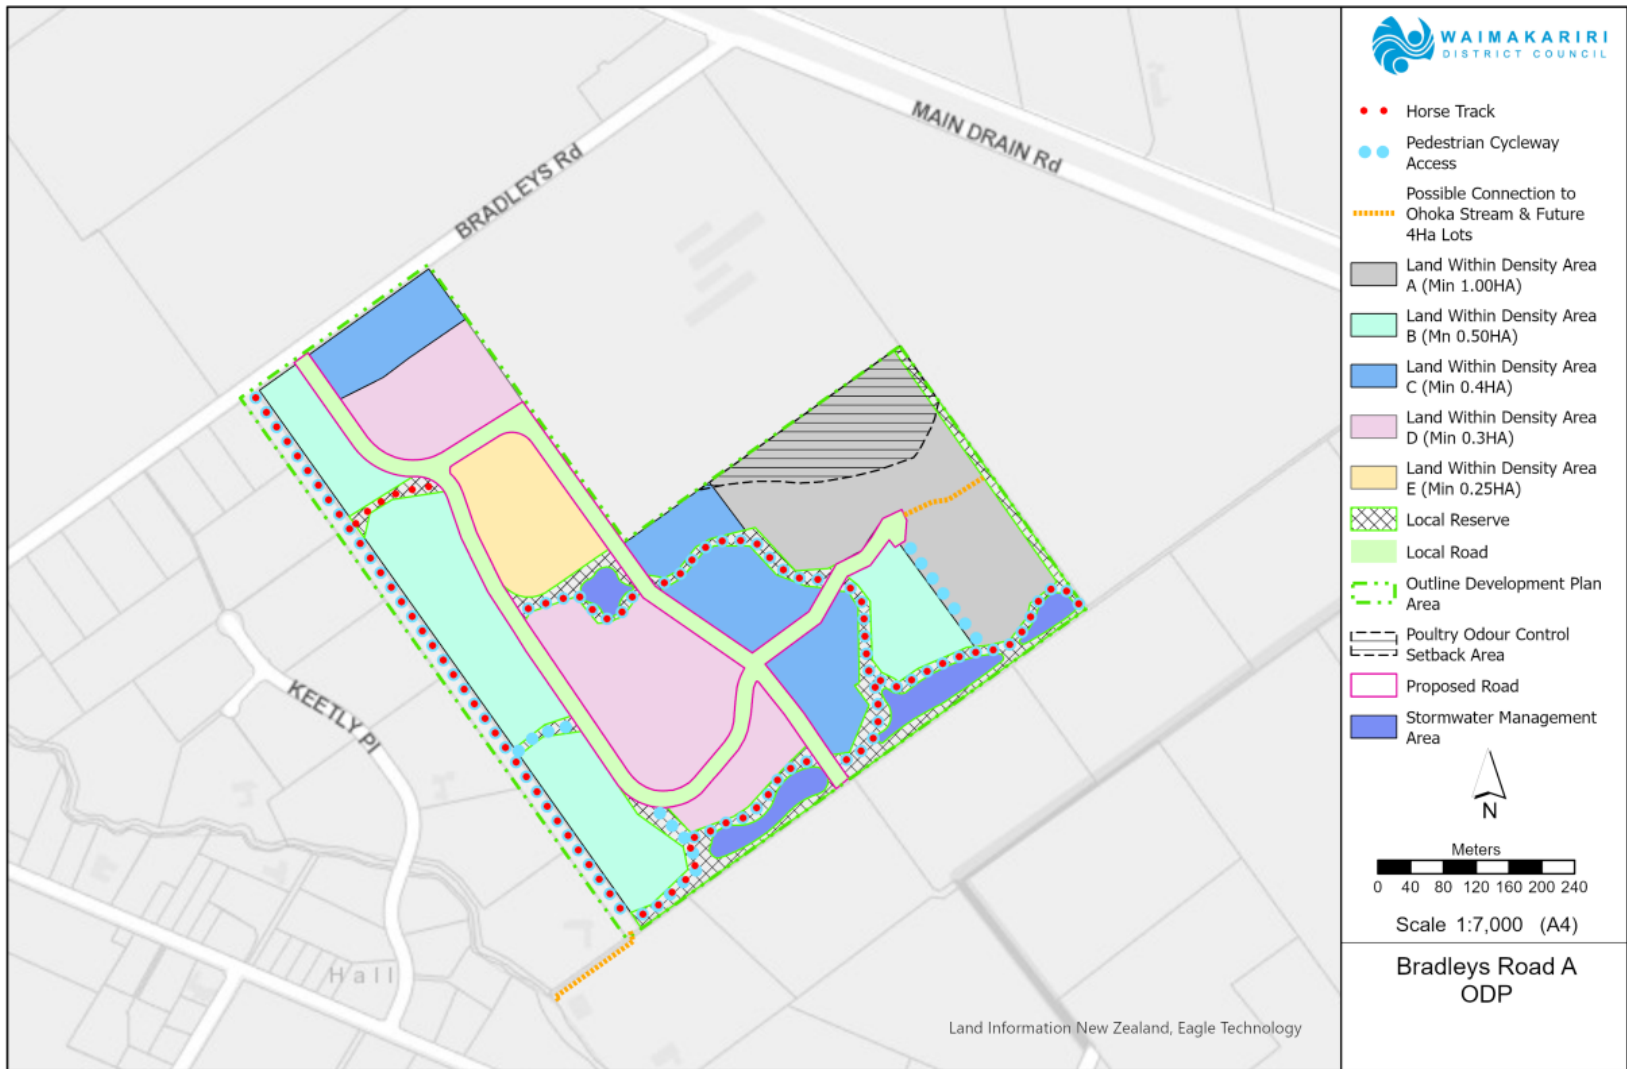 WAIMAKARIRI
DISTRICT COUNCIL
Horse Track
Pedestrian Cycleway
Access
Possible Connection to
Ohoka Stream & Future
4Ha Lots
Land Within Density Area
A (Min 1.00HA)
Land Within Density Area
B (Mn 0.50HA)
Land Within Density Area
C (Min 0.4HA)
Land Within Density Area
D (Min 0.3HA)
Land Within Density Area
E (Min 0.25HA)
Local Reserve
Local Road
Outline Development Plan
Area
Poultry Odour Control
Setback Area
Proposed Road
Stormwater Management
Area
N
Meters
0 40 80 120 160 200 240
Scale 1:7,000 (A4)
Bradleys Road A
ODP
MAIN DRAIN Rd
BRADLEYS Rd
KEETLY Pl
Hall
Land Information New Zealand, Eagle Technology